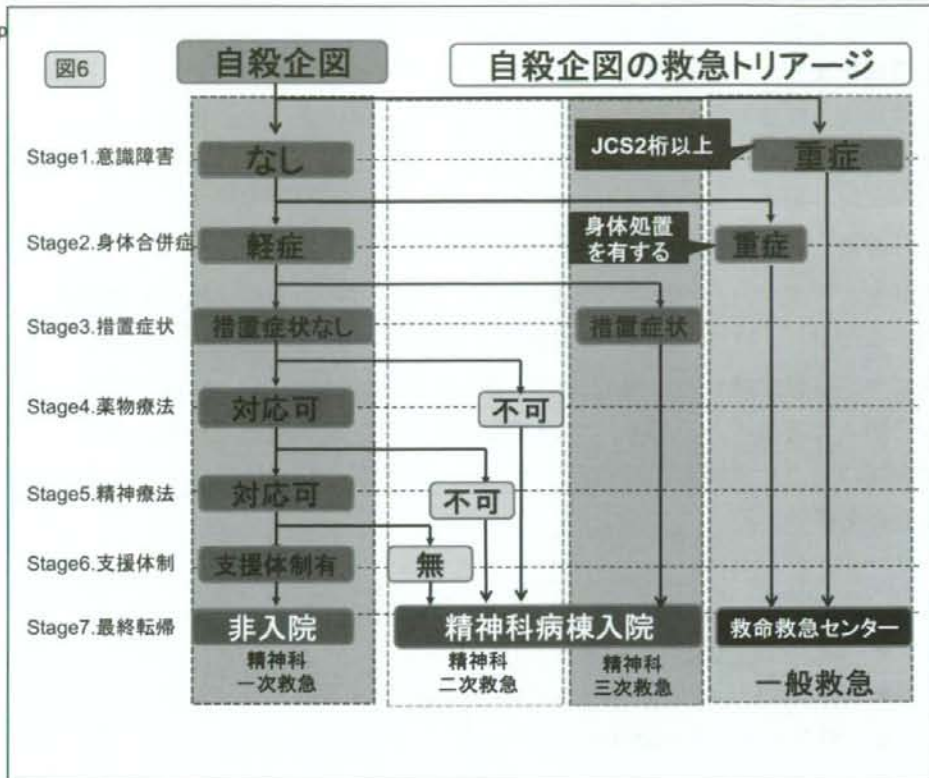 図6
自殺企図
自殺企図の救急トリアージ
Stage1.意識障害
なし
JCS2桁以上
重症
Stage2.身体合併症
軽症
身体処置
を有する
重症
Stage3.措置症状
措置症状なし
措置症状
Stage4.薬物療法
対応可
不可
Stage5.精神療法
対応可
不可
Stage6.支援体制
支援体制有
無
Stage7.最終転帰
非入院
精神科病棟入院
救命救急センター
精神科
一次救急
精神科
二次救急
精神科
三次救急
一般救急